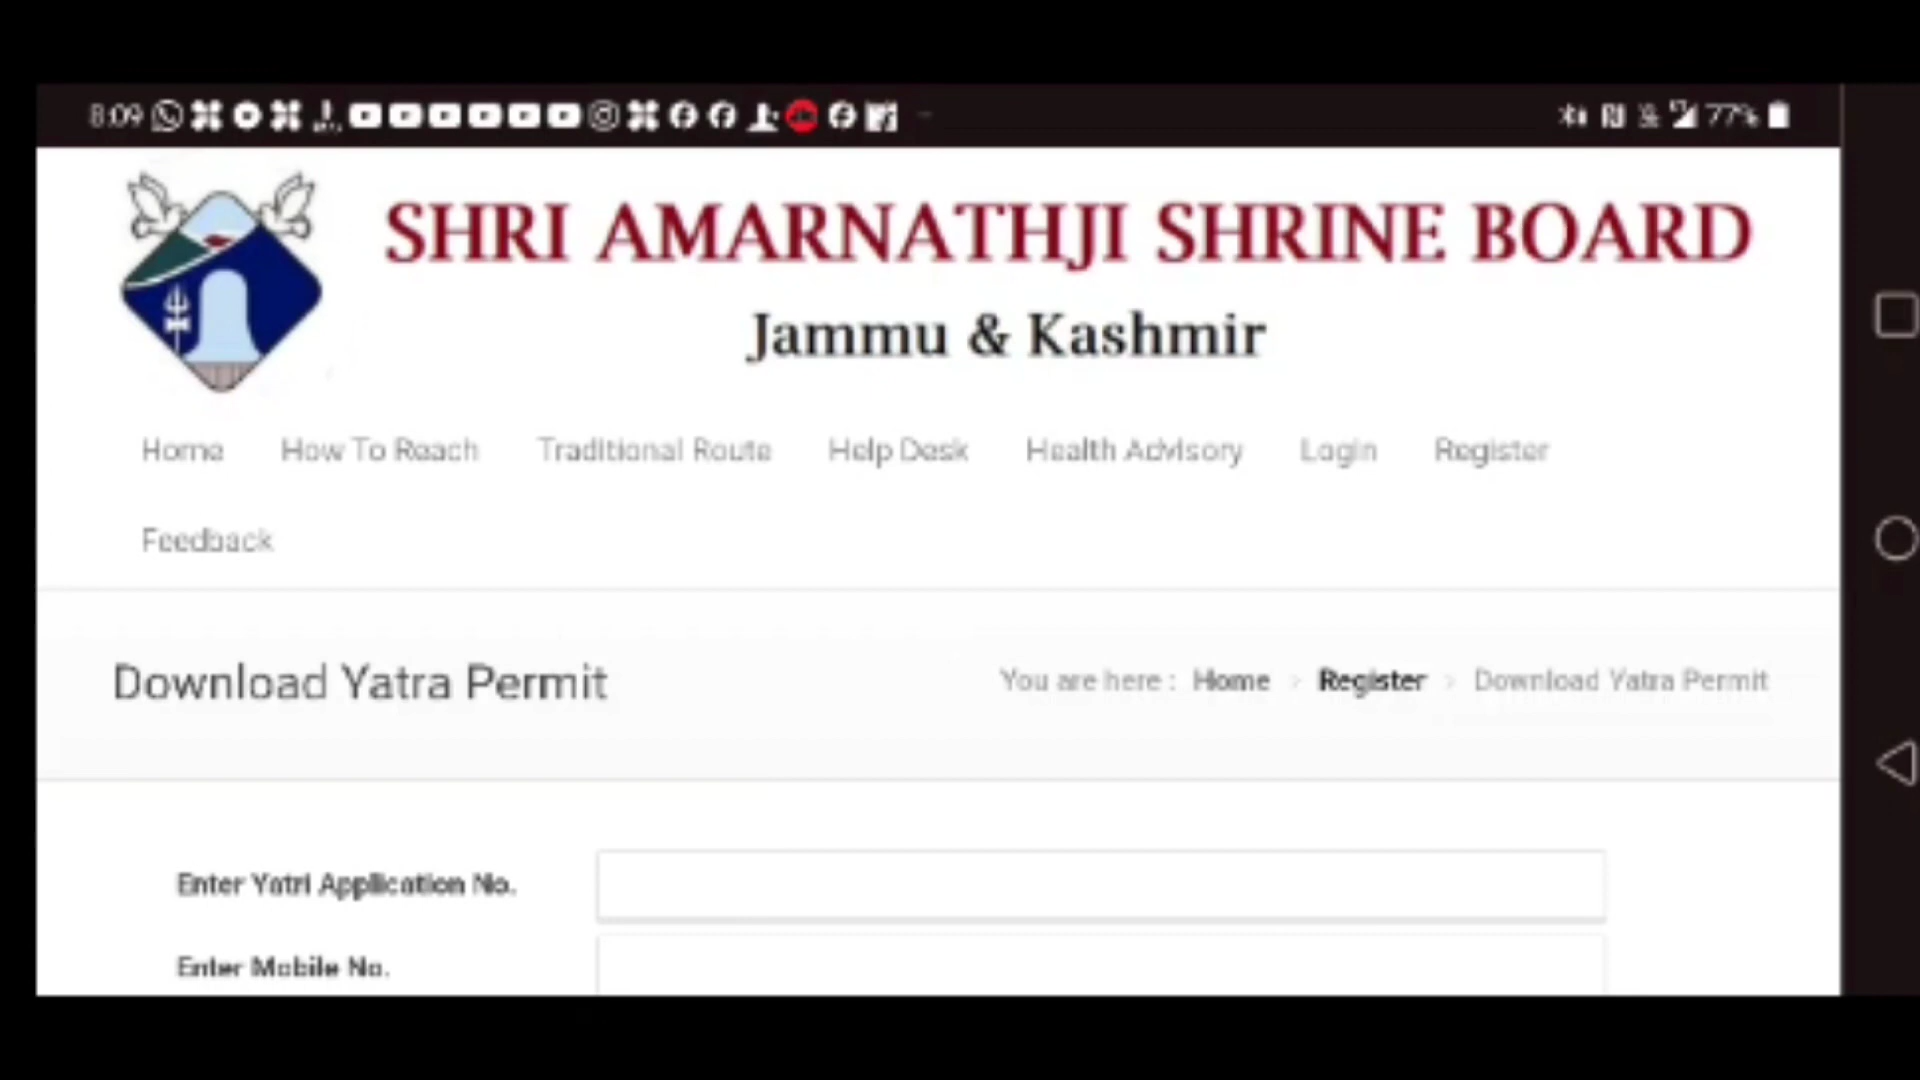 8:09 77%
SHRI AMARNATHJI SHRINE BOARD
Jammu & Kashmir
Home How To Reach Traditional Route Help Desk Health Advisory Login Register
Feedback
Download Yatra Permit You are here : Home > Register > Download Yatra Permit
Enter Yatri Application No.
Enter Mobile No.